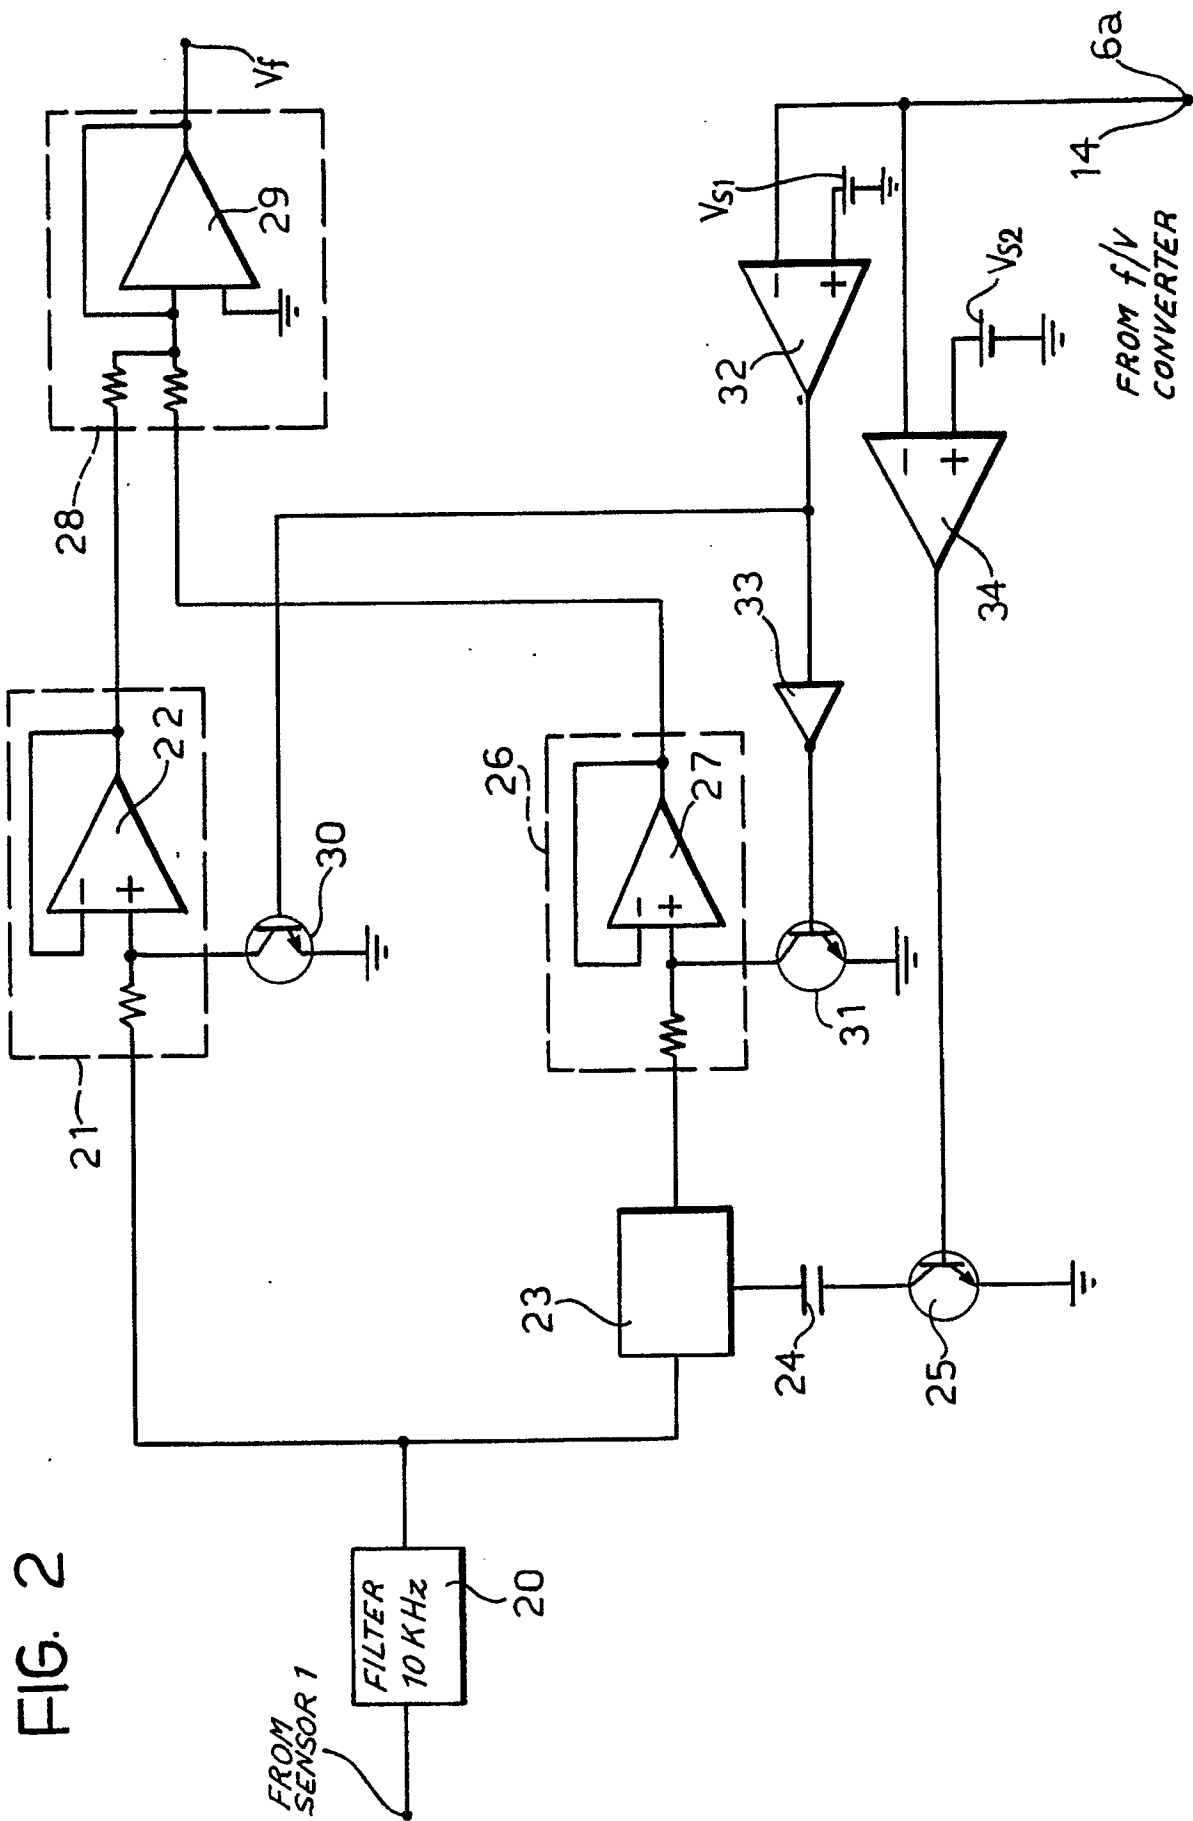 FIG. 2
FROM
SENSOR 1
FILTER
10 KHz
20
21
22
-
+
30
28
29
Vf
23
24
25
26
27
-
+
31
33
32
-
+
VS1
34
-
+
VS2
FROM f/V
CONVERTER
14
6a